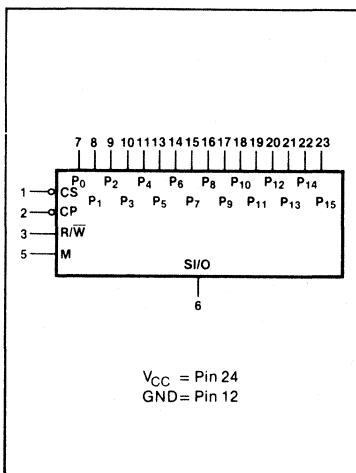 7 8 9 10 11 13 14 15 16 17 18 19 20 21 22 23
P0 P2 P4 P6 P8 P10 P12 P14
1 CS
P1 P3 P5 P7 P9 P11 P13 P15
2 CP
3 R/W̅
5 M
SI/O
6
VCC = Pin 24
GND= Pin 12